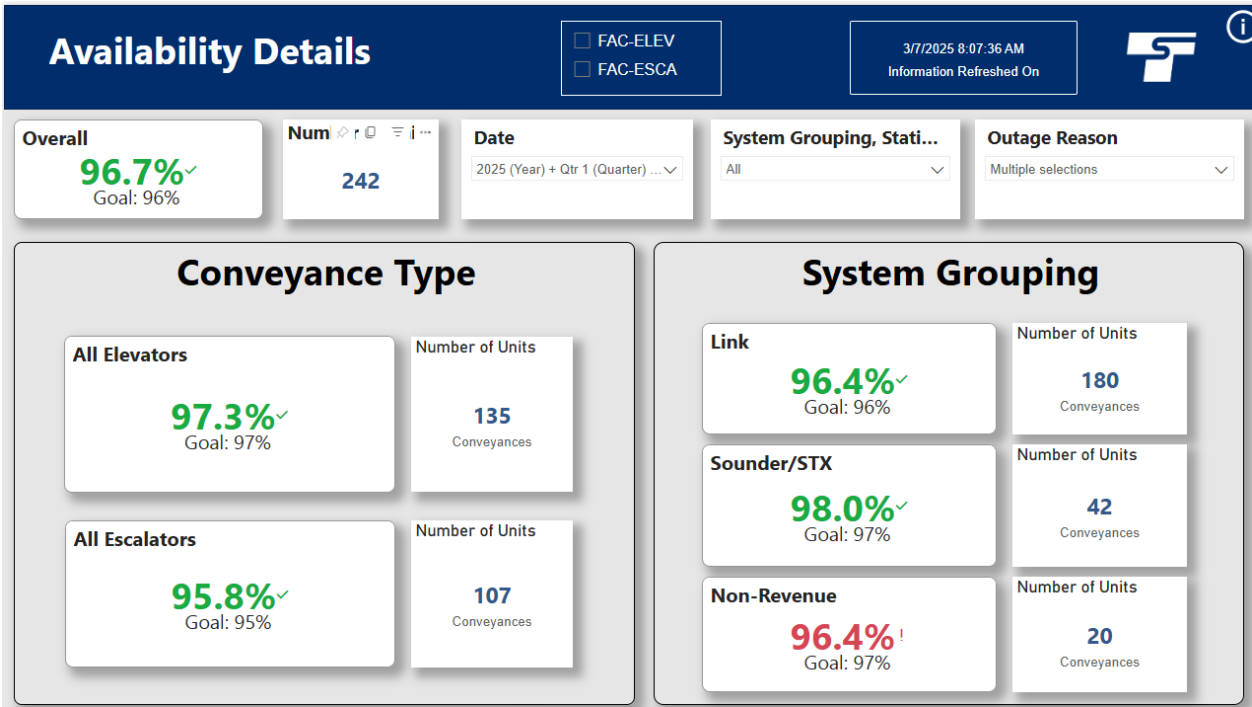 Availability Details
FAC-ELEV
FAC-ESCA
3/7/2025 8:07:36 AM
Information Refreshed On
Overall
96.7%
Goal: 96%
242
Date
2025 (Year) + Qtr 1 (Quarter) ...
System Grouping, Stati...
All
Outage Reason
Multiple selections
Conveyance Type
All Elevators
97.3%
Goal: 97%
Number of Units
135
Conveyances
All Escalators
95.8%
Goal: 95%
Number of Units
107
Conveyances
System Grouping
Link
96.4%
Goal: 96%
Number of Units
180
Conveyances
Sounder/STX
98.0%
Goal: 97%
Number of Units
42
Conveyances
Non-Revenue
96.4% !
Goal: 97%
Number of Units
20
Conveyances